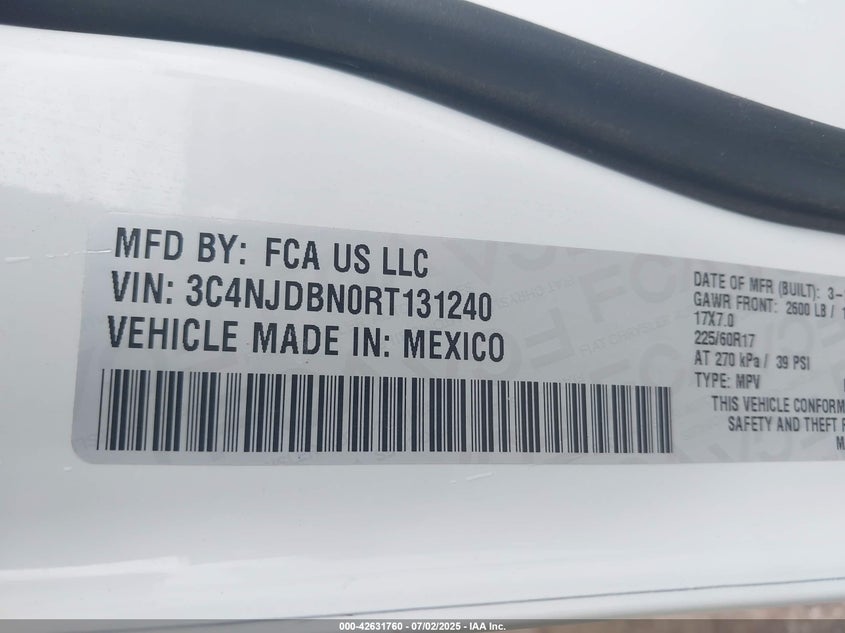 MFD BY: FCA US LLC
VIN: 3C4NJDBN0RT131240
VEHICLE MADE IN: MEXICO
DATE OF MFR (BUILT): 3-
GAWR FRONT: 2600 LB /
17X7.0
225/60R17
AT 270 kPa / 39 PSI
TYPE: MPV
THIS VEHICLE CONFORM
SAFETY AND THEFT
000-42631760 - 07/02/2025 - IAA Inc.